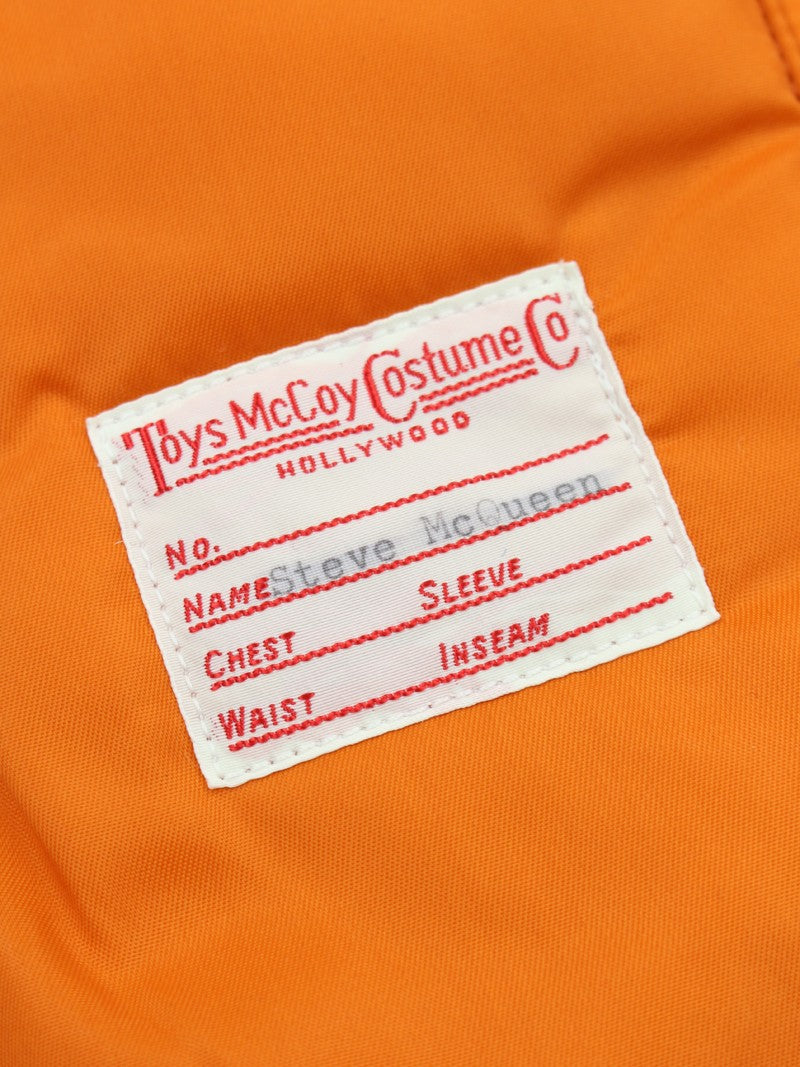 Toys McCoy Costume Co
HOLLYWOOD
No.
NAME Steve McQueen
CHEST SLEEVE
WAIST INSEAM